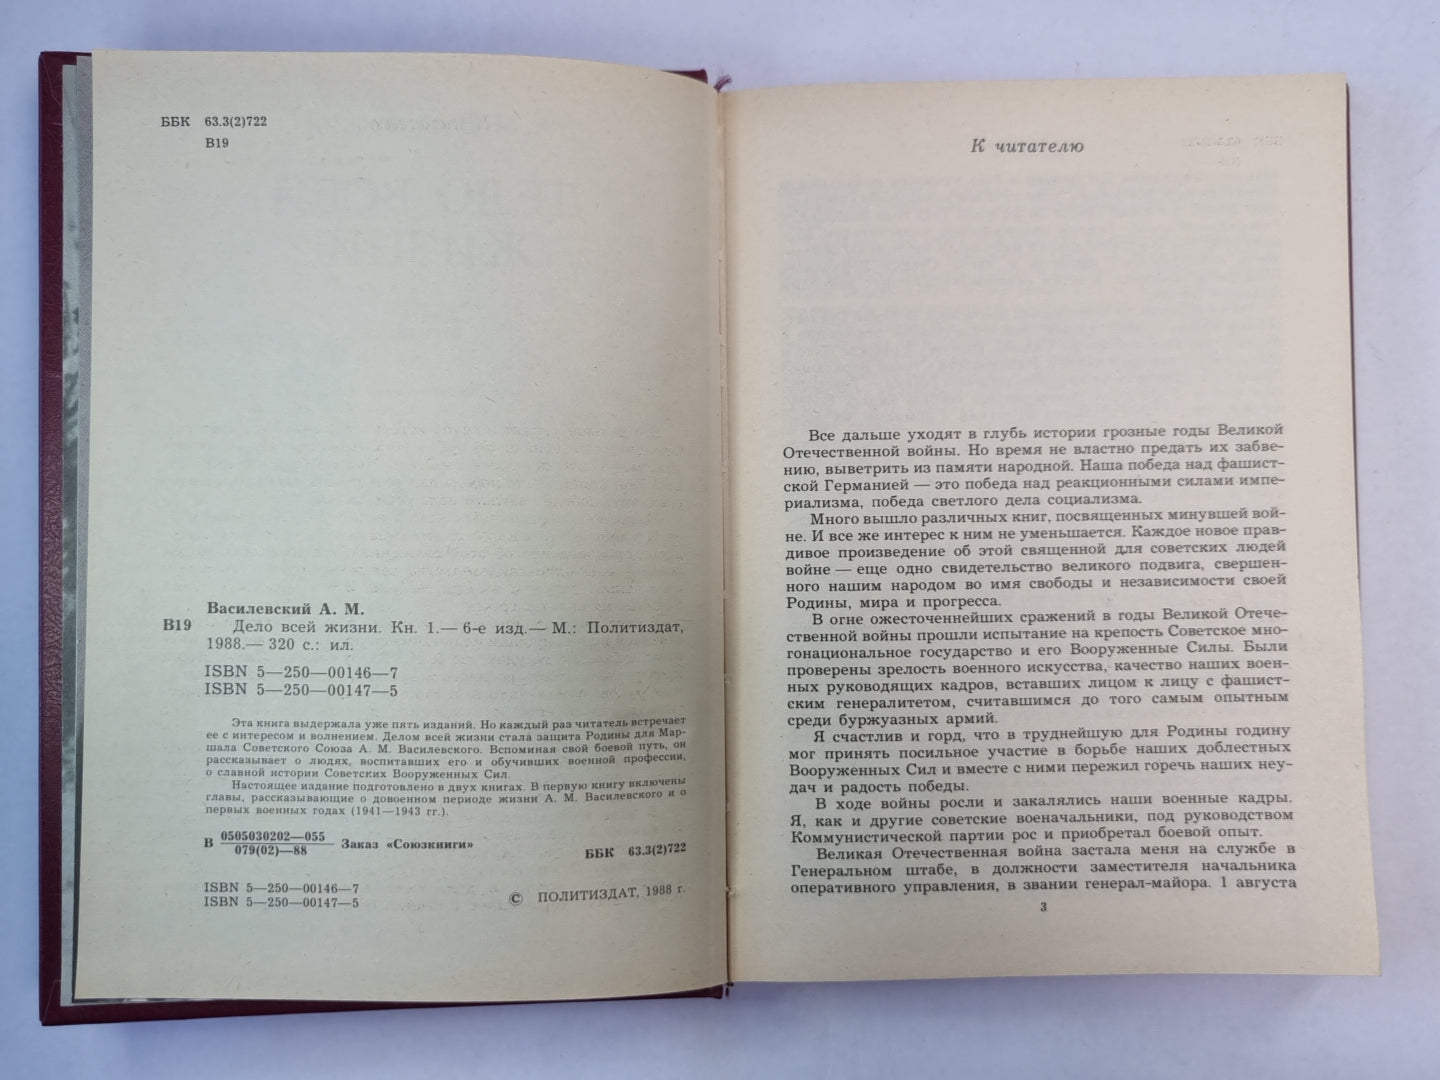 ББК 63.3(2)722
В19
Василевский А. М.
В19 Дело всей жизни. Кн. 1.— 6-е изд.— М.: Политиздат,
1988.— 320 с.: ил.
ISBN 5—250—00146—7
ISBN 5—250—00147—5
Эта книга выдержала уже пять изданий. Но каждый раз читатель встречает
ее с интересом и волнением. Делом всей жизни стала защита Родины для Мар-
шала Советского Союза А. М. Василевского. Вспоминая свой боевой путь, он
рассказывает о людях, воспитавших его и обучивших военной профессии,
о славной истории Советских Вооруженных Сил.
Настоящее издание подготовлено в двух книгах. В первую книгу включены
главы, рассказывающие о довоенном периоде жизни А. М. Василевского и о
первых военных годах (1941—1943 гг.).
В 0505030202—055
079(02)—88 Заказ «Союзкниги»
ББК 63.3(2)722
ISBN 5—250—00146—7
ISBN 5—250—00147—5
© ПОЛИТИЗДАТ, 1988 г.
К читателю
Все дальше уходят в глубь истории грозные годы Великой
Отечественной войны. Но время не властно предать их забве-
нию, выветрить из памяти народной. Наша победа над фашист-
ской Германией — это победа над реакционными силами импе-
риализма, победа светлого дела социализма.
Много вышло различных книг, посвященных минувшей вой-
не. И все же интерес к ним не уменьшается. Каждое новое прав-
дивое произведение об этой священной для советских людей
войне — еще одно свидетельство великого подвига, свершен-
ного нашим народом во имя свободы и независимости своей
Родины, мира и прогресса.
В огне ожесточеннейших сражений в годы Великой Отече-
ственной войны прошли испытание на крепость Советское мно-
гонациональное государство и его Вооруженные Силы. Были
проверены зрелость военного искусства, качество наших воен-
ных руководящих кадров, вставших лицом к лицу с фашист-
ским генералитетом, считавшимся до того самым опытным
среди буржуазных армий.
Я счастлив и горд, что в труднейшую для Родины годину
мог принять посильное участие в борьбе наших доблестных
Вооруженных Сил и вместе с ними пережил горечь наших неу-
дач и радость победы.
В ходе войны росли и закалялись наши военные кадры.
Я, как и другие советские военачальники, под руководством
Коммунистической партии рос и приобретал боевой опыт.
Великая Отечественная война застала меня на службе в
Генеральном штабе, в должности заместителя начальника
оперативного управления, в звании генерал-майора. 1 августа
3